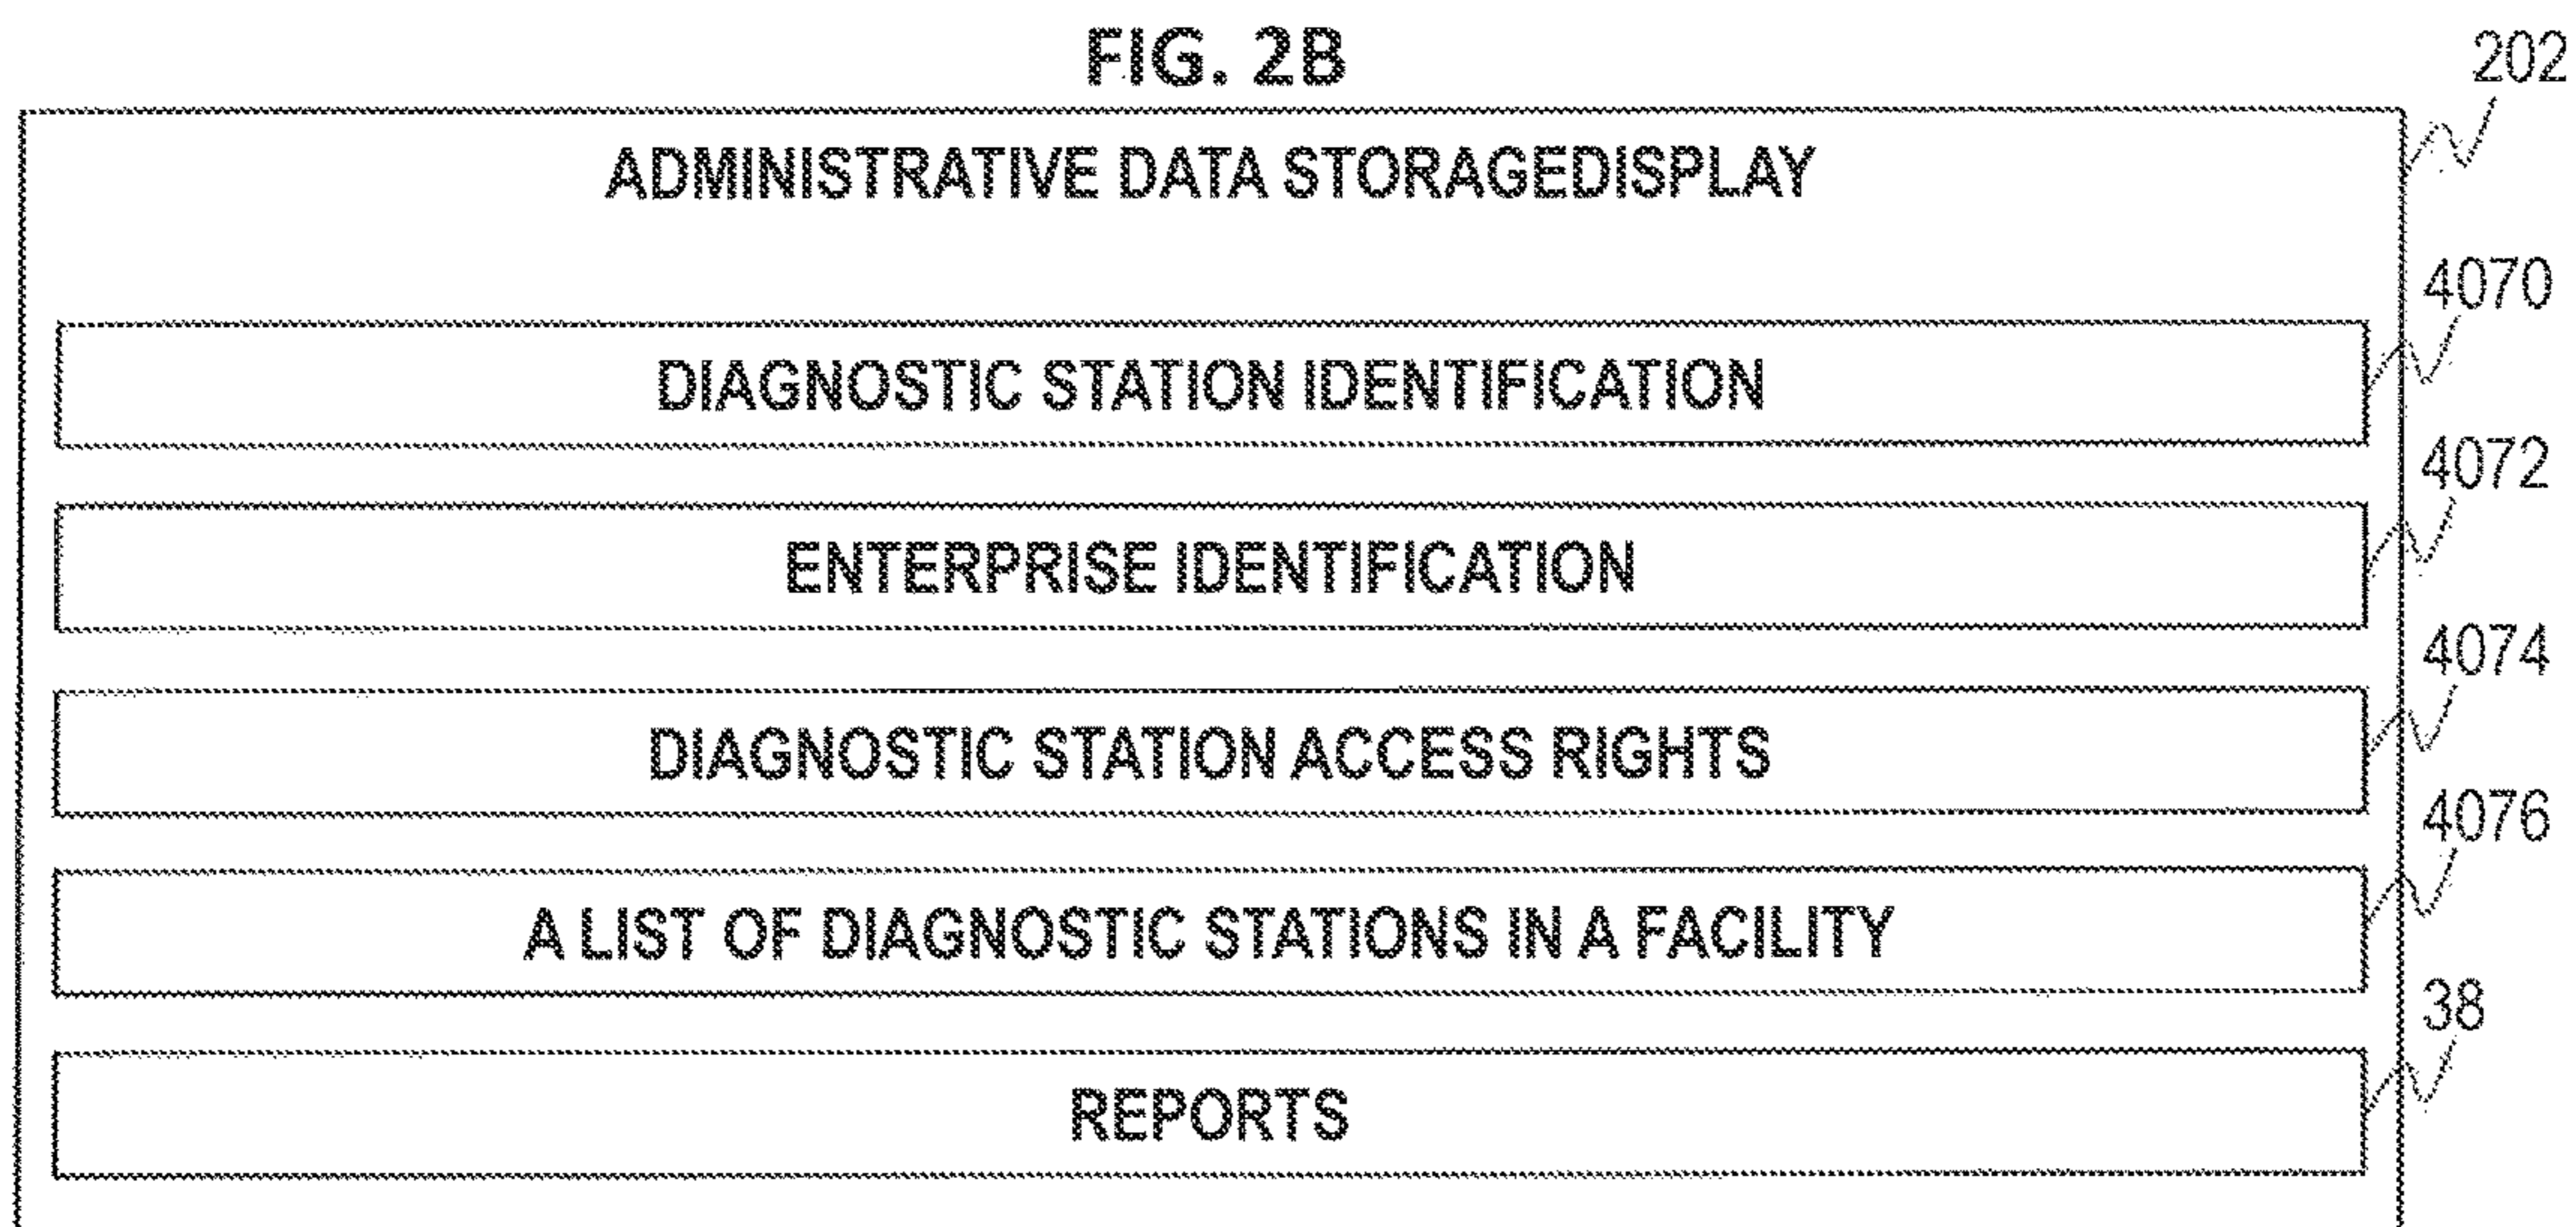 FIG. 2B
202
ADMINISTRATIVE DATA STORAGEDISPLAY
4070
DIAGNOSTIC STATION IDENTIFICATION
4072
ENTERPRISE IDENTIFICATION
4074
DIAGNOSTIC STATION ACCESS RIGHTS
4076
A LIST OF DIAGNOSTIC STATIONS IN A FACILITY
38
REPORTS